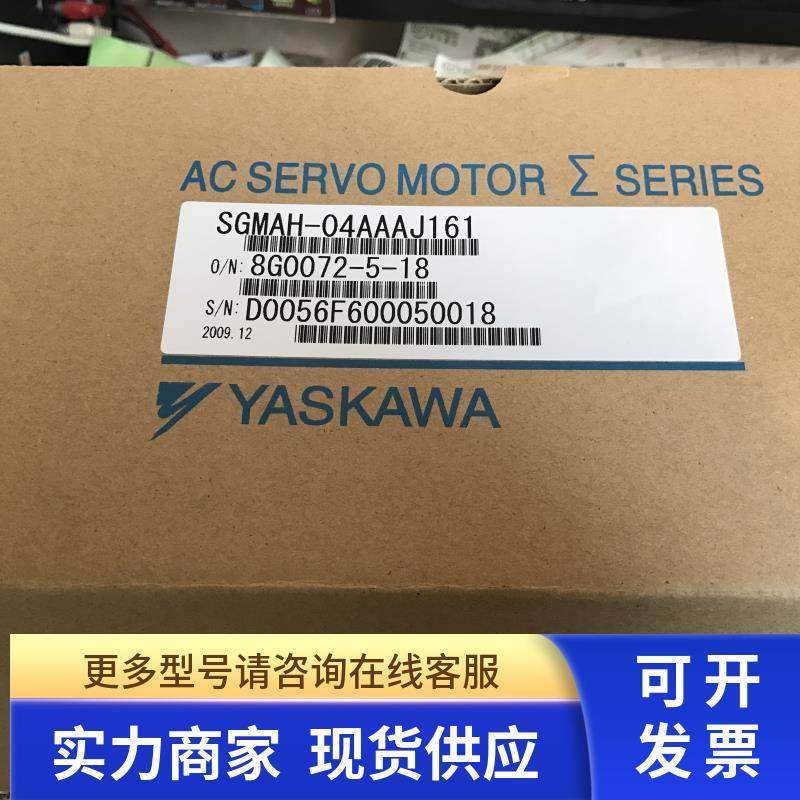 AC SERVO MOTOR Σ SERIES
SGMAH-04AAAJ161
O/N: 8G0072-5-18
S/N: D0056F600050018
2009.12
YASKAWA
更多型号请咨询在线客服
实力商家 现货供应
可开
发票